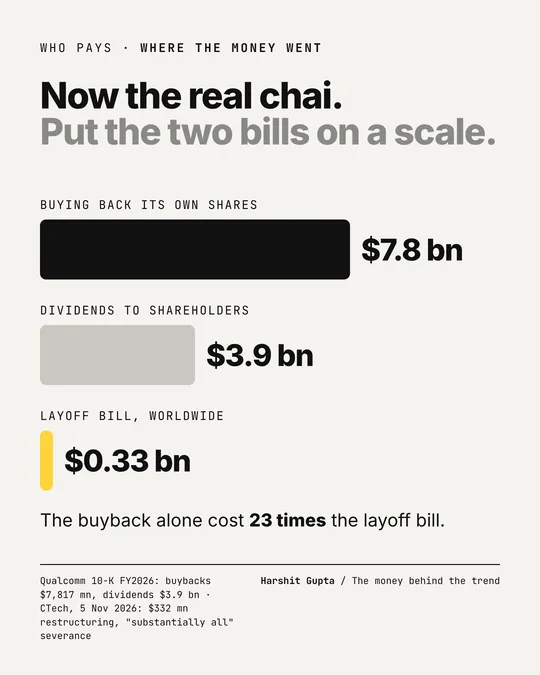 WHO PAYS · WHERE THE MONEY WENT
Now the real chai.
Put the two bills on a scale.
BUYING BACK ITS OWN SHARES
$7.8 bn
DIVIDENDS TO SHAREHOLDERS
$3.9 bn
LAYOFF BILL, WORLDWIDE
$0.33 bn
The buyback alone cost 23 times the layoff bill.
Qualcomm 10-K FY2026: buybacks
$7,817 mn, dividends $3.9 bn ·
CTech, 5 Nov 2026: $332 mn
restructuring, "substantially all"
severance
Harshit Gupta / The money behind the trend